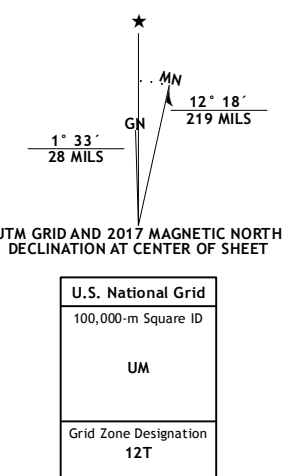 ★
MN
12° 18´
219 MILS
GN
1° 33´
28 MILS
UTM GRID AND 2017 MAGNETIC NORTH
DECLINATION AT CENTER OF SHEET
U.S. National Grid
100,000-m Square ID
UM
Grid Zone Designation
12T